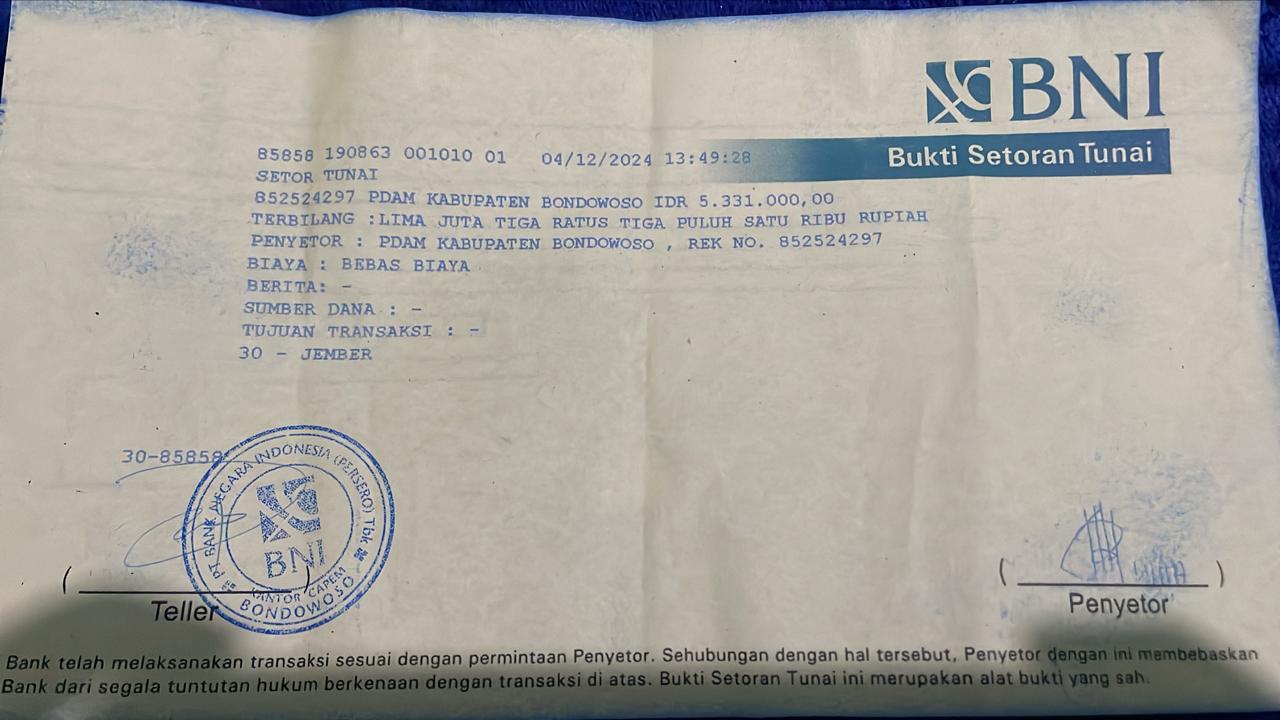 BNI
Bukti Setoran Tunai
85858 190863 001010 01 04/12/2024 13:49:28
SETOR TUNAI
852524297 PDAM KABUPATEN BONDOWOSO IDR 5.331.000,00
TERBILANG :LIMA JUTA TIGA RATUS TIGA PULUH SATU RIBU RUPIAH
PENYETOR : PDAM KABUPATEN BONDOWOSO , REK NO. 852524297
BIAYA : BEBAS BIAYA
BERITA: -
SUMBER DANA : -
TUJUAN TRANSAKSI : -
30 - JEMBER
30-85858
PT BANK NEGARA INDONESIA (PERSERO) Tbk
BNI
KANTOR CAPEM
BONDOWOSO
( )
Teller
( )
Penyetor
Bank telah melaksanakan transaksi sesuai dengan permintaan Penyetor. Sehubungan dengan hal tersebut, Penyetor dengan ini membebaskan
Bank dari segala tuntutan hukum berkenaan dengan transaksi di atas. Bukti Setoran Tunai ini merupakan alat bukti yang sah.